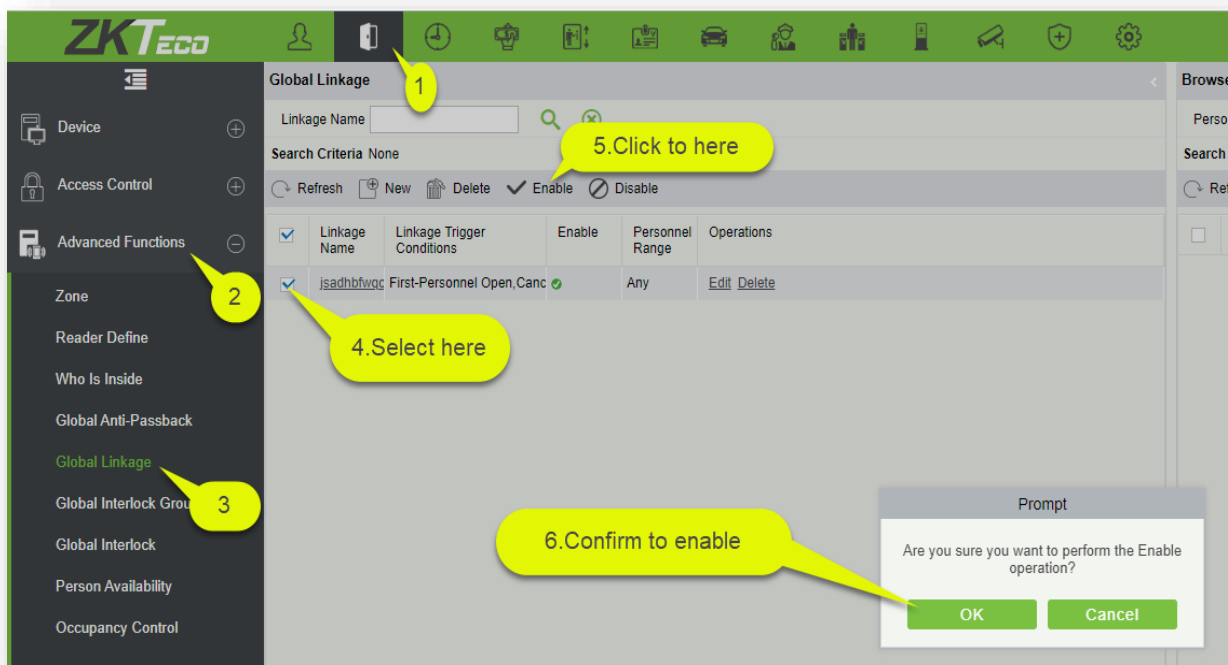 ZKTECO
1
Global Linkage
Browse
Device
Linkage Name
Perso
5.Click to here
Search Criteria None
Search
Access Control
Refresh New Delete Enable Disable
Ref
Advanced Functions
Linkage Name
Linkage Trigger Conditions
Enable
Personnel Range
Operations
2
jsadhbfwqc First-Personnel Open,Canc Any Edit Delete
Zone
4.Select here
Reader Define
Who Is Inside
Global Anti-Passback
Global Linkage
3
Global Interlock Grou
Global Interlock
Person Availability
Occupancy Control
6.Confirm to enable
Prompt
Are you sure you want to perform the Enable
operation?
OK Cancel